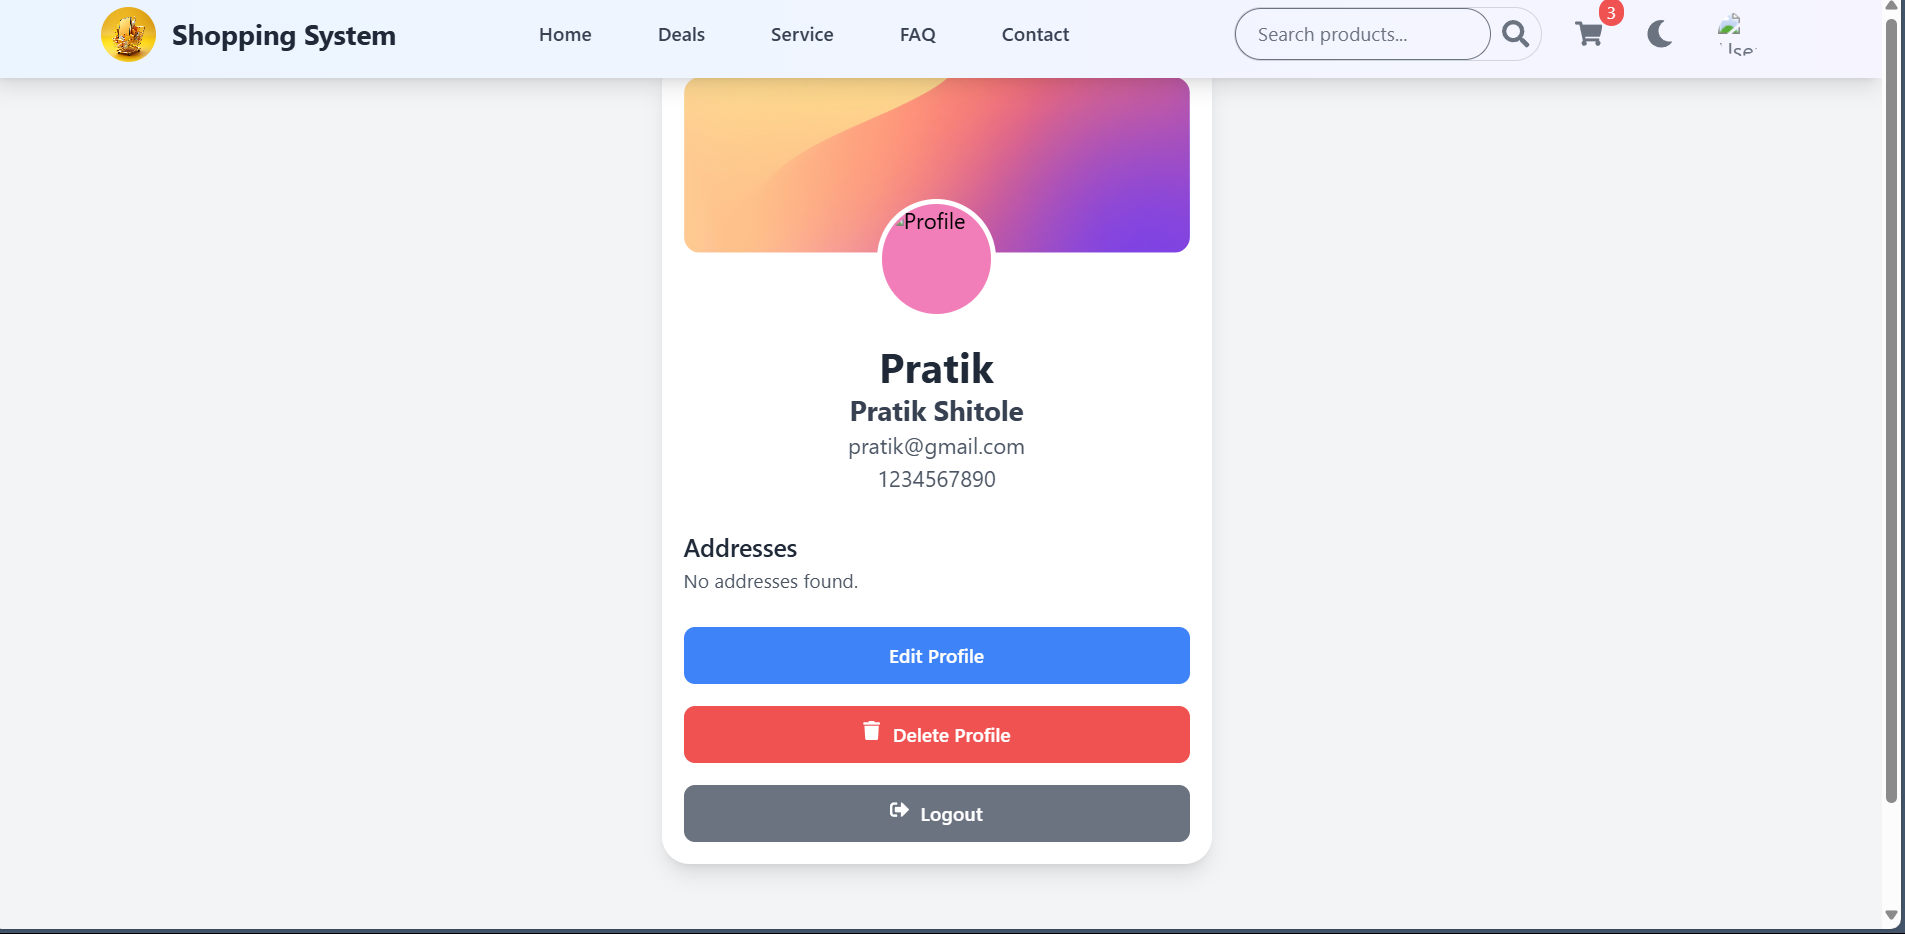 Shopping System
Home
Deals
Service
FAQ
Contact
Search products...
3
User
Profile
Pratik
Pratik Shitole
pratik@gmail.com
1234567890
Addresses
No addresses found.
Edit Profile
Delete Profile
Logout